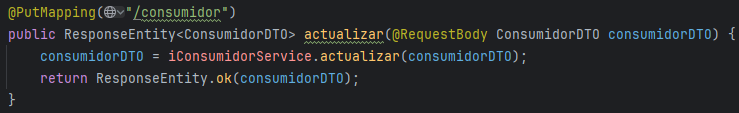 @PutMapping("/consumidor")
public ResponseEntity<ConsumidorDTO> actualizar(@RequestBody ConsumidorDTO consumidorDTO) {
    consumidorDTO = iConsumidorService.actualizar(consumidorDTO);
    return ResponseEntity.ok(consumidorDTO);
}